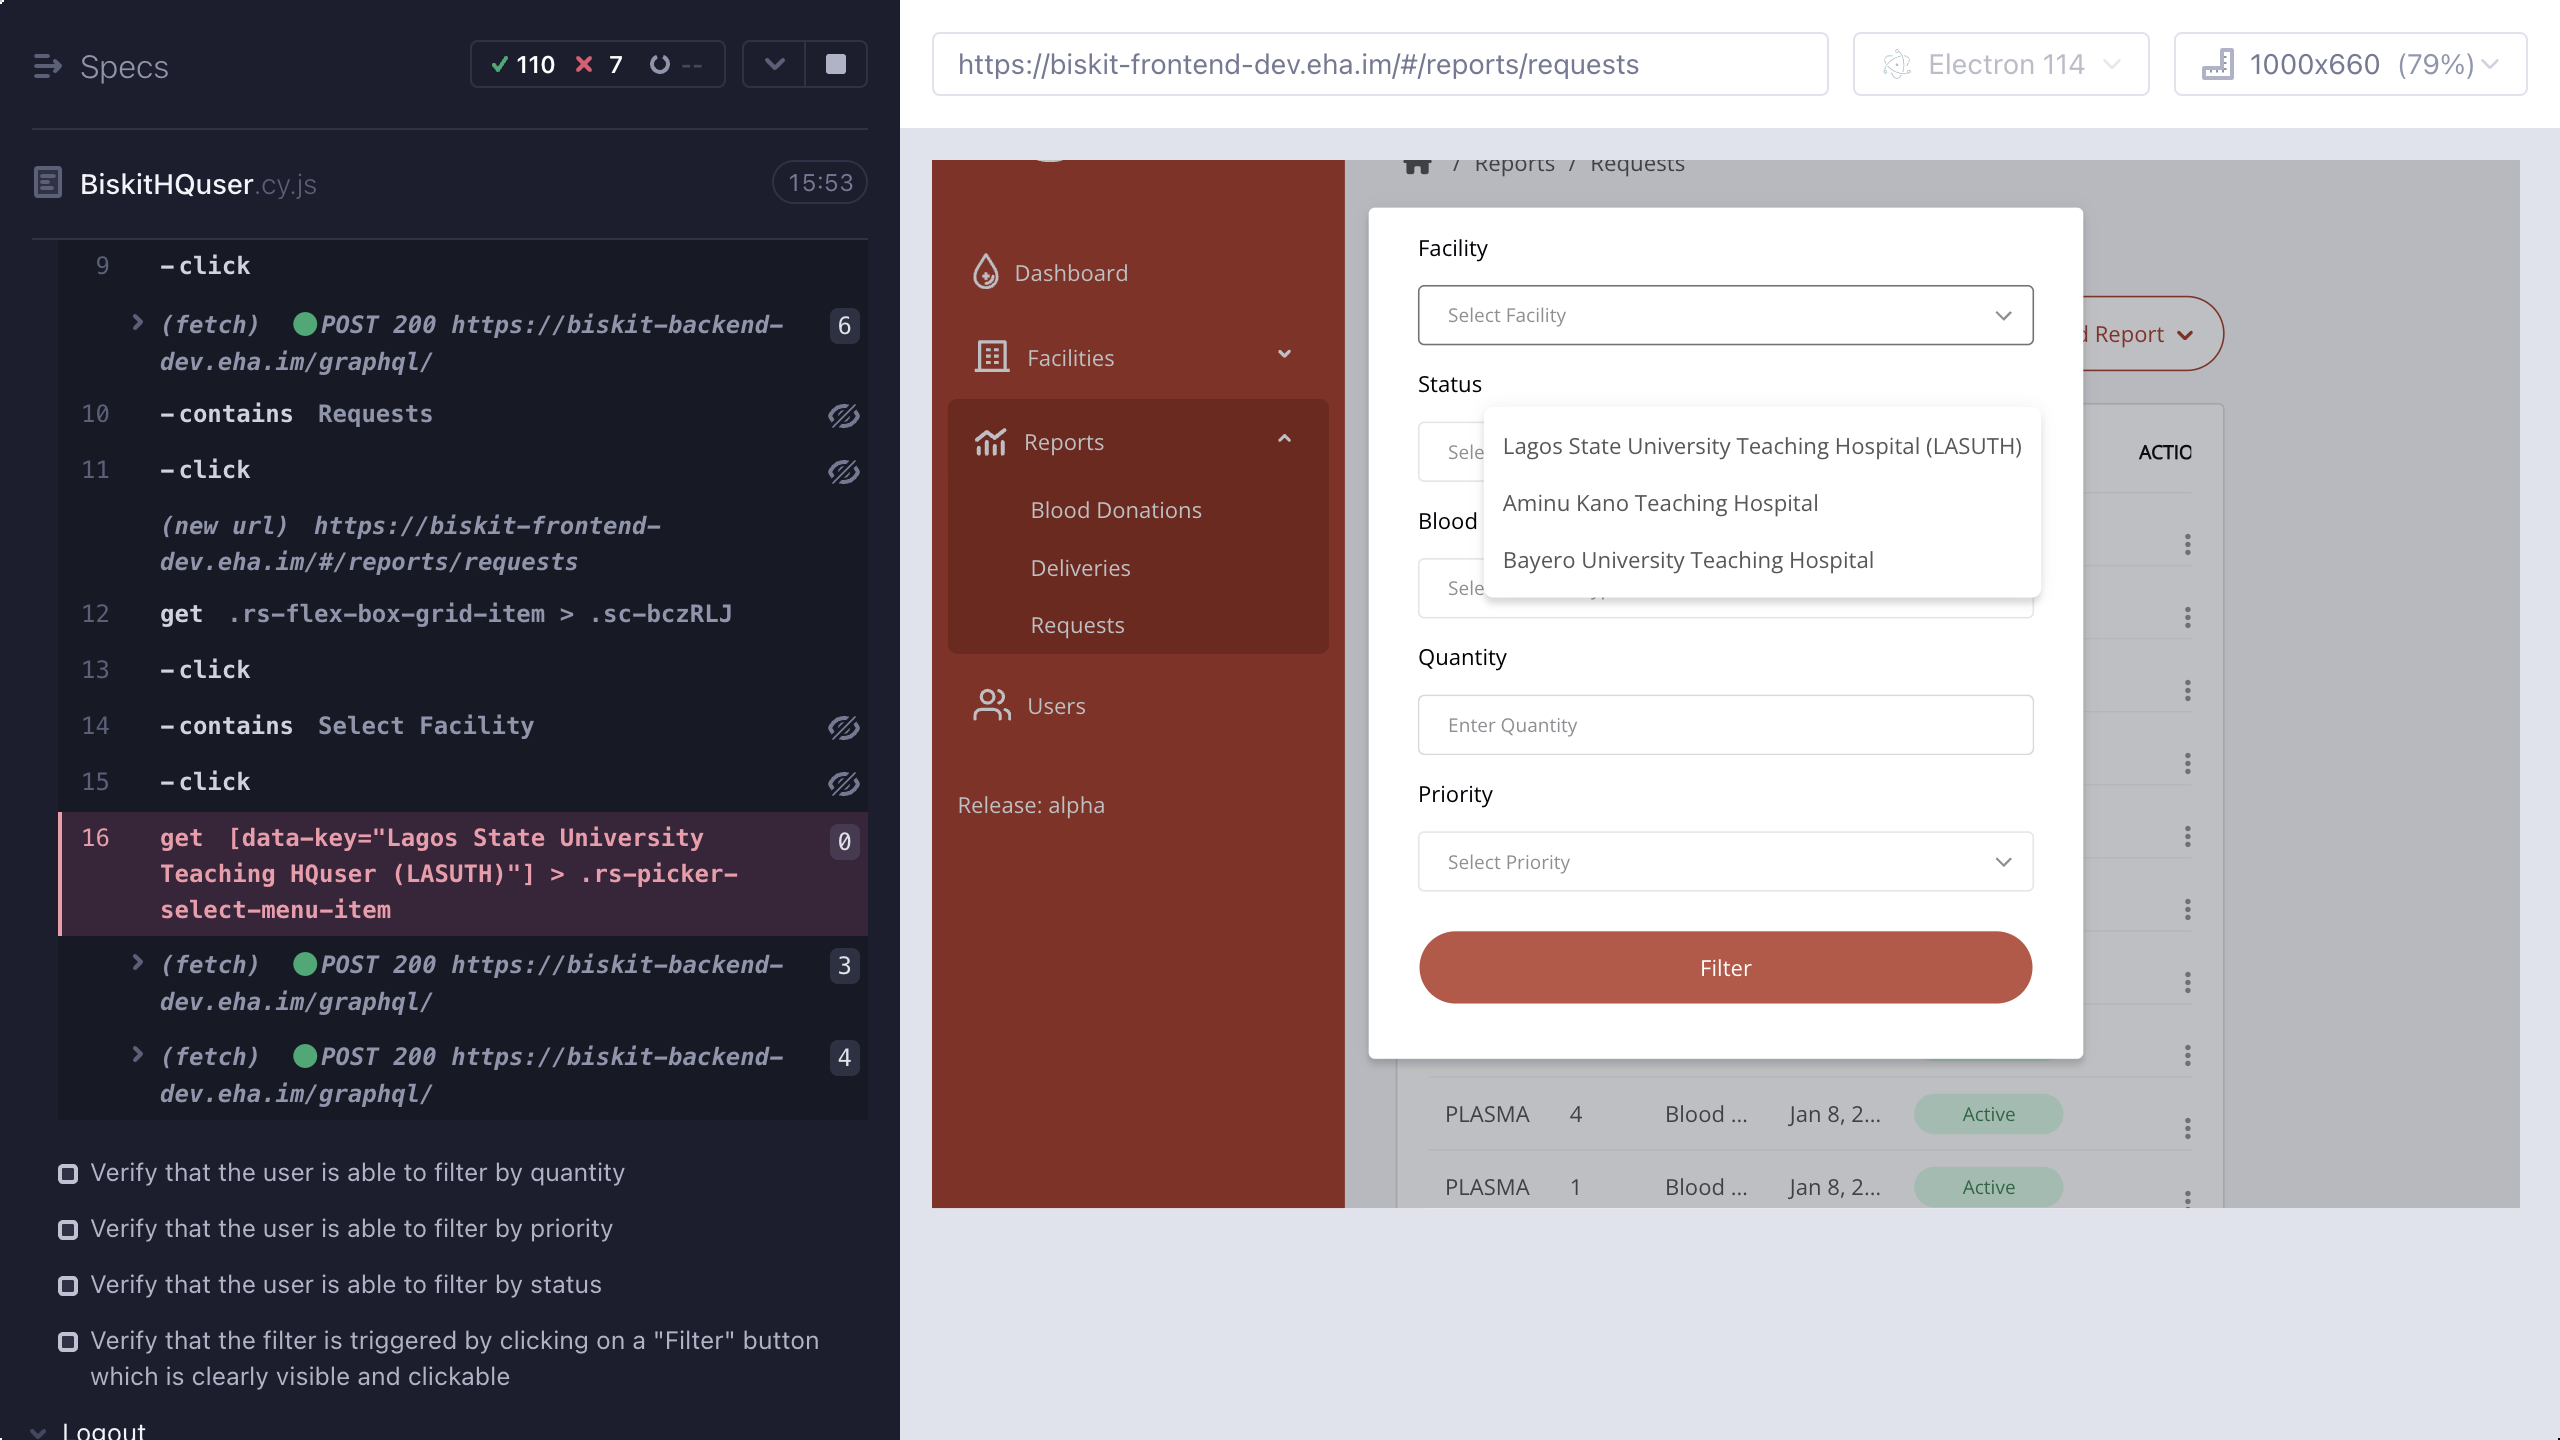 Specs
110 7 --
BiskitHQuser.cy.js
15:53
9 -click
(fetch) POST 200 https://biskit-backend-
dev.eha.im/graphql/
6
10 -contains Requests
11 -click
(new url) https://biskit-frontend-
dev.eha.im/#/reports/requests
12 get .rs-flex-box-grid-item > .sc-bczRLJ
13 -click
14 -contains Select Facility
15 -click
16 get [data-key="Lagos State University
Teaching HQuser (LASUTH)"] > .rs-picker-
select-menu-item
0
(fetch) POST 200 https://biskit-backend-
dev.eha.im/graphql/
3
(fetch) POST 200 https://biskit-backend-
dev.eha.im/graphql/
4
Verify that the user is able to filter by quantity
Verify that the user is able to filter by priority
Verify that the user is able to filter by status
Verify that the filter is triggered by clicking on a "Filter" button
which is clearly visible and clickable
Logout
https://biskit-frontend-dev.eha.im/#/reports/requests
Electron 114
1000x660 (79%)
Dashboard
Facilities
Reports
Blood Donations
Deliveries
Requests
Users
Release: alpha
/ Reports / Requests
Facility
Select Facility
Status
Sele
Lagos State University Teaching Hospital (LASUTH)
Aminu Kano Teaching Hospital
Bayero University Teaching Hospital
Blood
Sele
Quantity
Enter Quantity
Priority
Select Priority
Filter
d Report
ACTIO
PLASMA 4 Blood ... Jan 8, 2... Active
PLASMA 1 Blood ... Jan 8, 2... Active